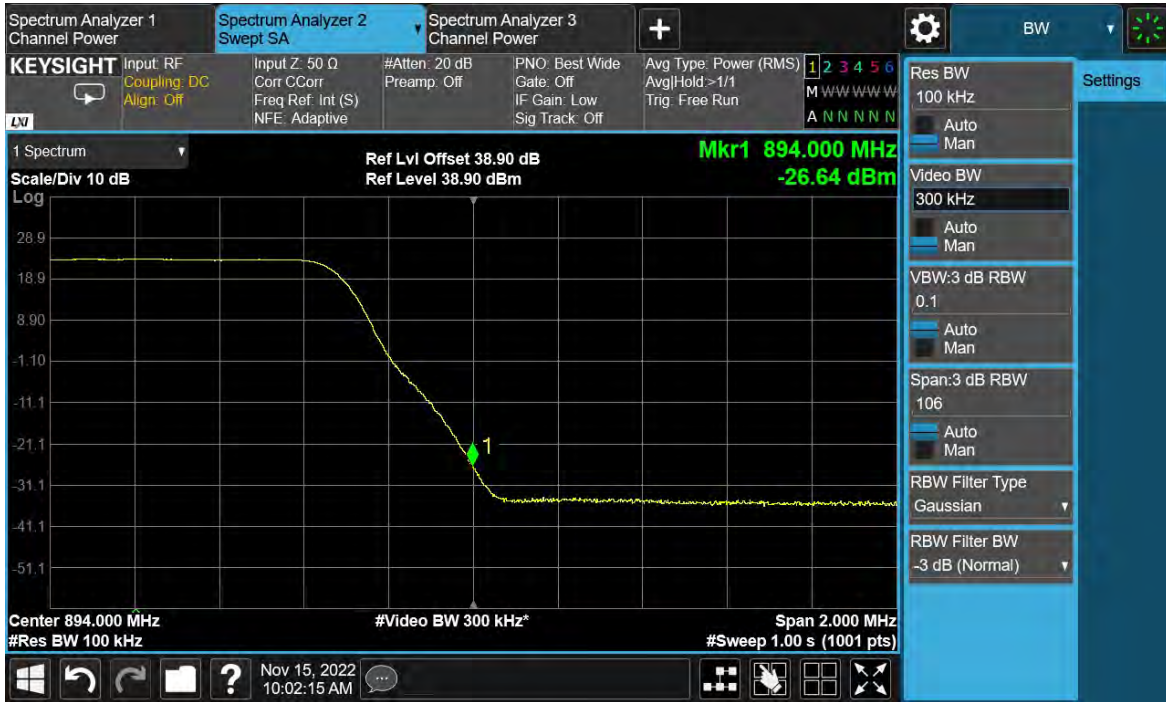 Spectrum Analyzer 1
Channel Power
Spectrum Analyzer 2
Swept SA
Spectrum Analyzer 3
Channel Power
BW
KEYSIGHT
LXI
Input: RF
Coupling: DC
Align: Off
Input Z: 50 Ω
Corr CCorr
Freq Ref: Int (S)
NFE: Adaptive
#Atten: 20 dB
Preamp: Off
PNO: Best Wide
Gate: Off
IF Gain: Low
Sig Track: Off
Avg Type: Power (RMS)
Avg|Hold:>1/1
Trig: Free Run
1 2 3 4 5 6
M W W W W W
A N N N N N
1 Spectrum
Scale/Div 10 dB
Ref Lvl Offset 38.90 dB
Ref Level 38.90 dBm
Mkr1 894.000 MHz
-26.64 dBm
Log
28.9
18.9
8.90
-1.10
-11.1
-21.1
-31.1
-41.1
-51.1
1
Center 894.000 MHz
#Res BW 100 kHz
#Video BW 300 kHz*
Span 2.000 MHz
#Sweep 1.00 s (1001 pts)
?
Nov 15, 2022
10:02:15 AM
Res BW
100 kHz
Auto
Man
Video BW
300 kHz
Auto
Man
VBW:3 dB RBW
0.1
Auto
Man
Span:3 dB RBW
106
Auto
Man
RBW Filter Type
Gaussian
RBW Filter BW
-3 dB (Normal)
Settings